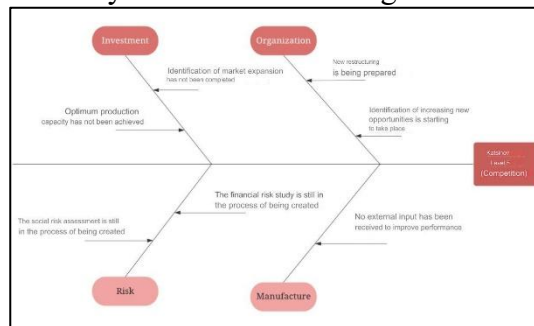 Investment
Organization
Identification of market expansion
has not been completed
New restructuring
is being prepared
Optimum production
capacity has not been achieved
Identification of increasing new
opportunities is starting
to take place
(Competition)
The financial risk study is still in
the process of being created
The social risk assessment is still
in the process of being created
No external input has been
received to improve performance
Risk
Manufacture